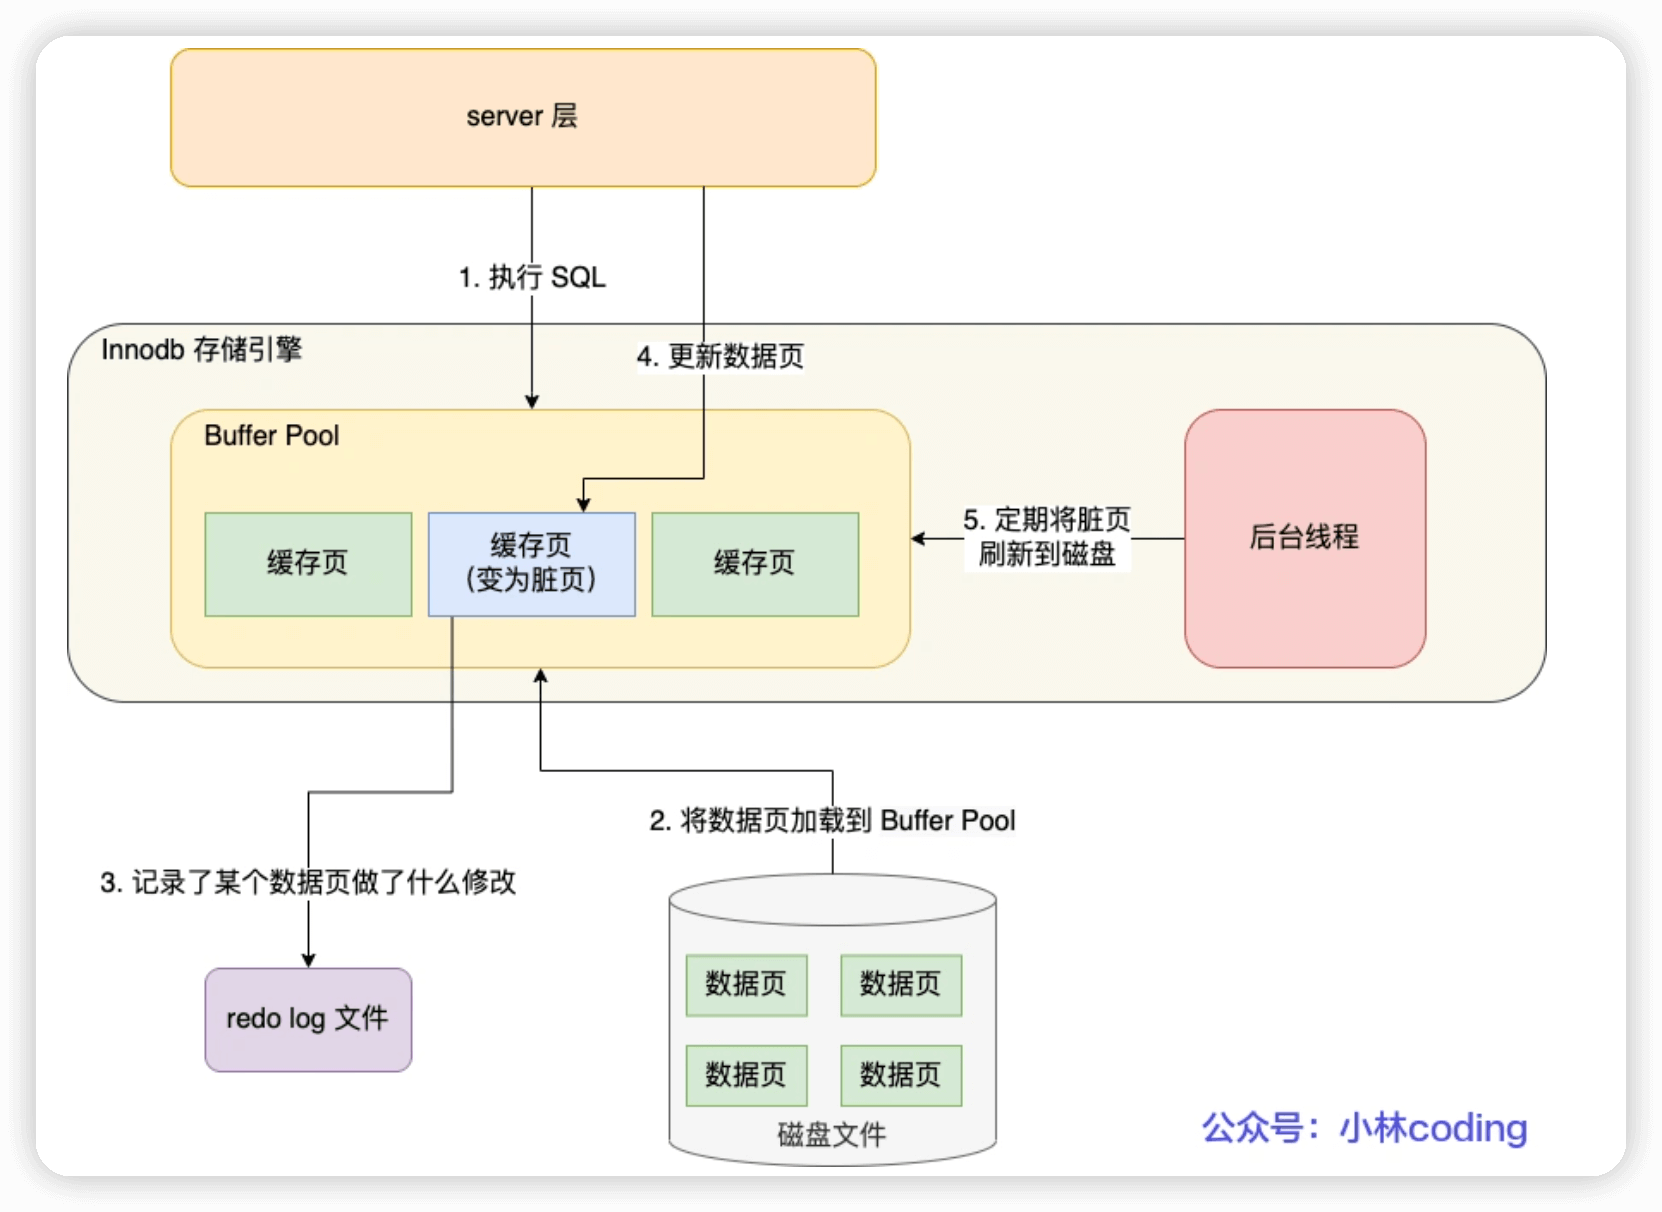 server 层
1. 执行 SQL
Innodb 存储引擎
4. 更新数据页
Buffer Pool
缓存页
缓存页
（变为脏页）
缓存页
5. 定期将脏页
刷新到磁盘
后台线程
2. 将数据页加载到 Buffer Pool
3. 记录了某个数据页做了什么修改
redo log 文件
数据页
数据页
数据页
数据页
磁盘文件
公众号：小林coding